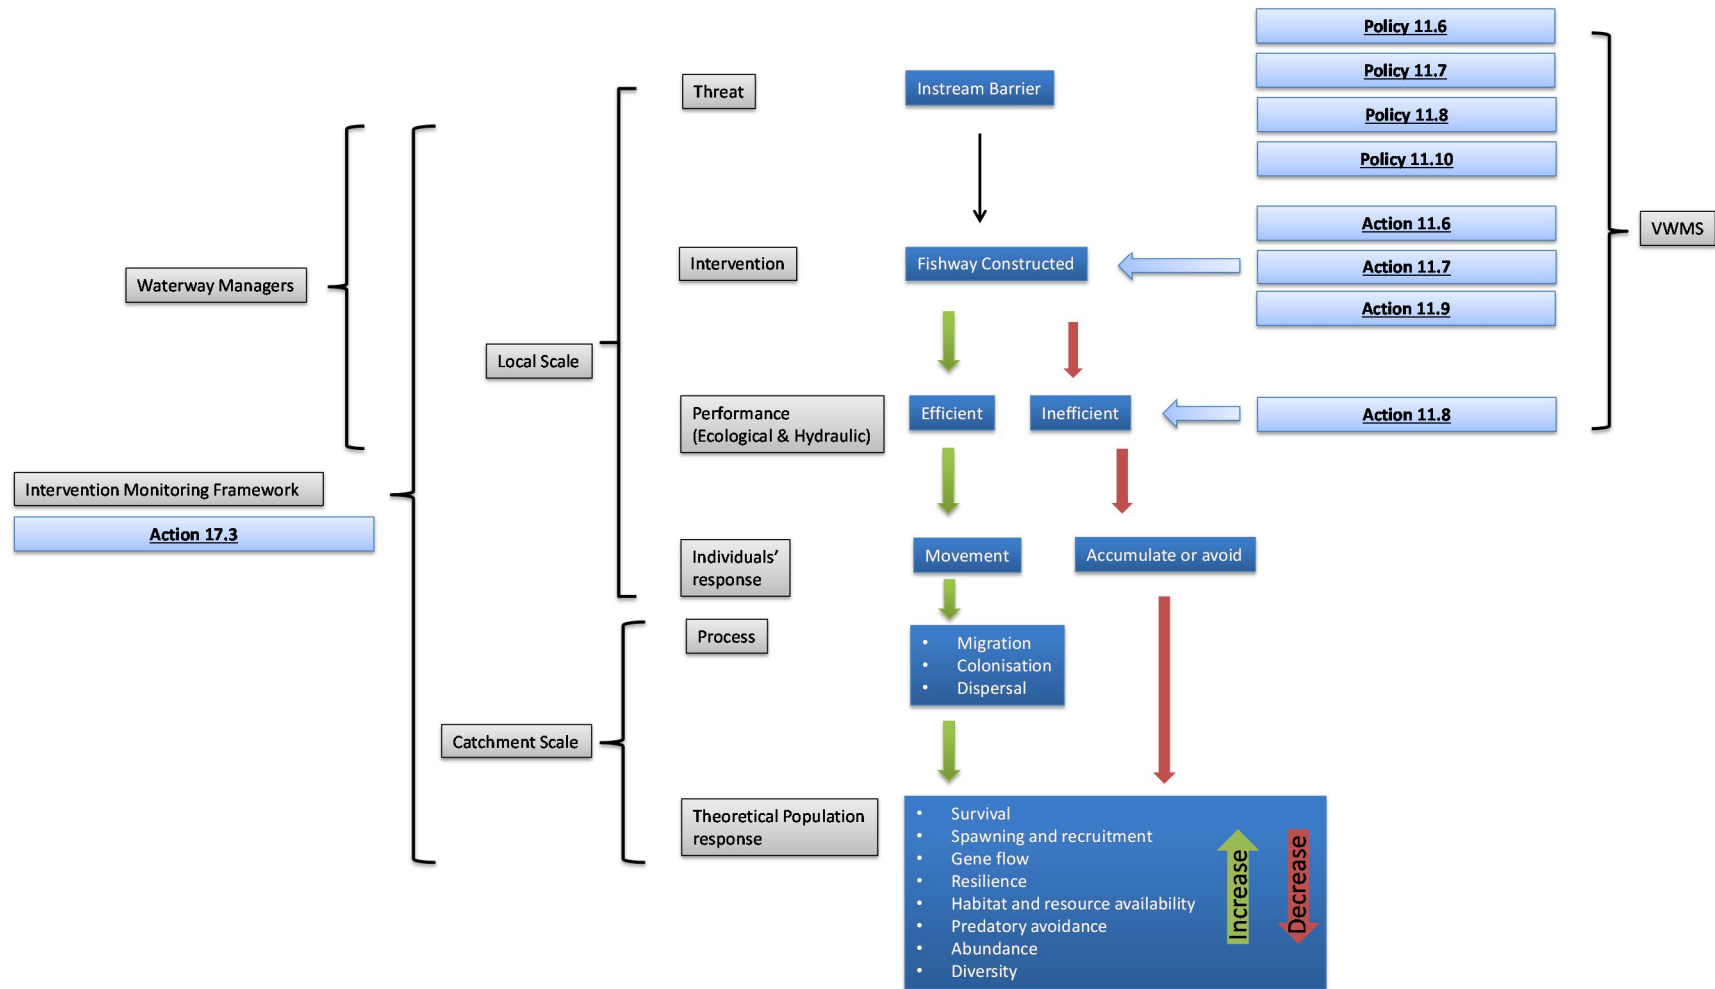 Policy 11.6
Policy 11.7
Threat
Instream Barrier
Policy 11.8
Policy 11.10
Action 11.6
VWMS
Waterway Managers
Intervention
Fishway Constructed
Action 11.7
Action 11.9
Local Scale
Performance
(Ecological & Hydraulic)
Efficient
Inefficient
Action 11.8
Intervention Monitoring Framework
Action 17.3
Individuals’
response
Movement
Accumulate or avoid
Process
• Migration
• Colonisation
• Dispersal
Catchment Scale
Theoretical Population
response
• Survival
• Spawning and recruitment
• Gene flow
• Resilience
• Habitat and resource availability
• Predatory avoidance
• Abundance
• Diversity
Increase
Decrease